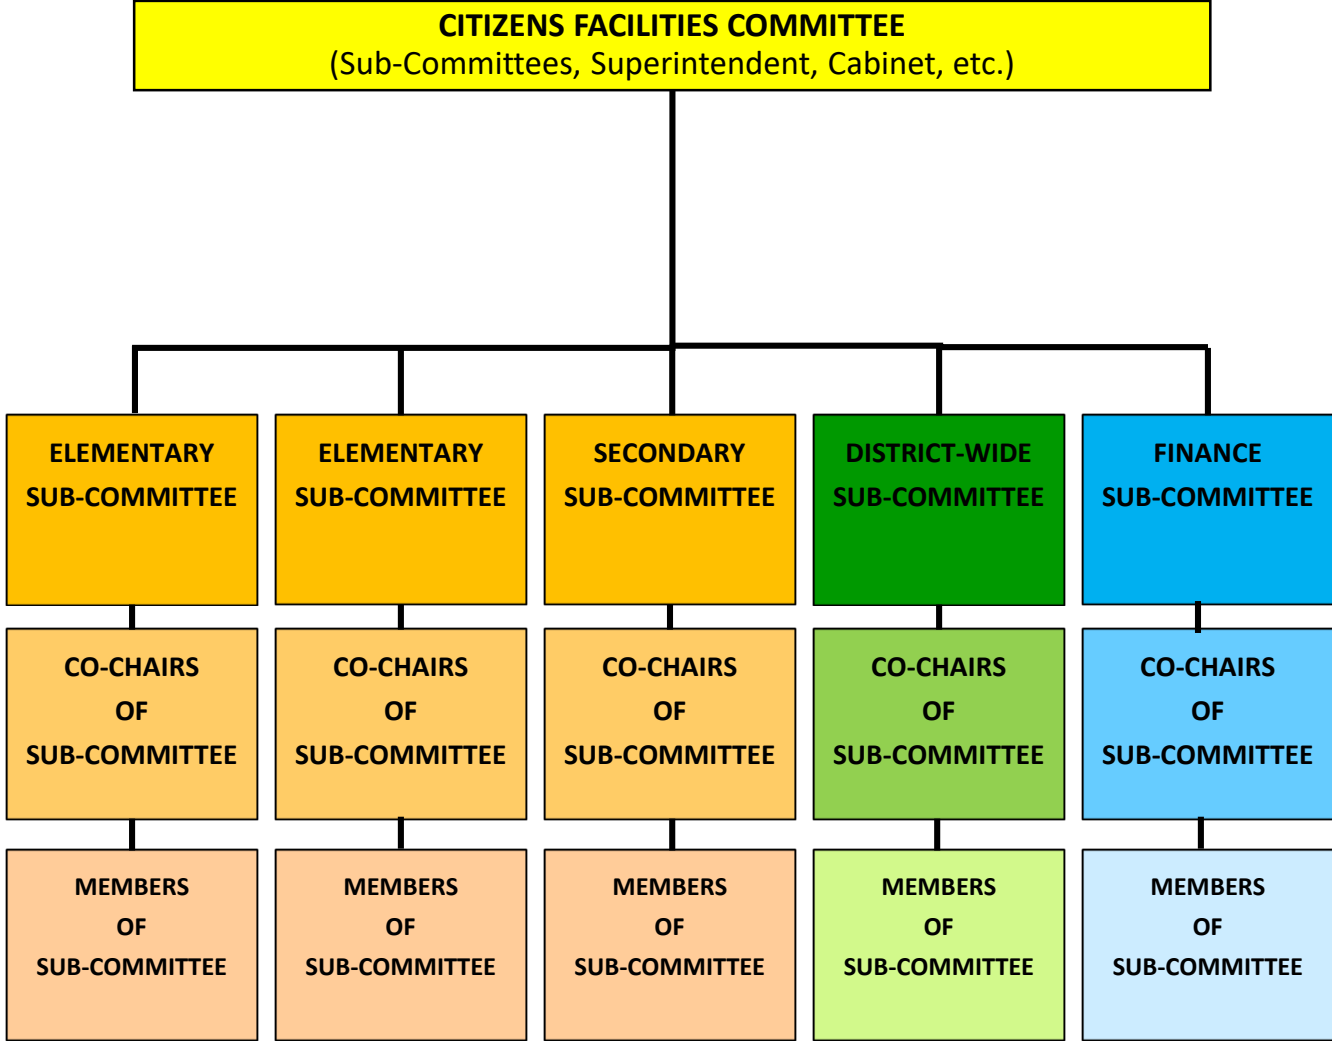 CITIZENS FACILITIES COMMITTEE
(Sub-Committees, Superintendent, Cabinet, etc.)
ELEMENTARY
SUB-COMMITTEE
ELEMENTARY
SUB-COMMITTEE
SECONDARY
SUB-COMMITTEE
DISTRICT-WIDE
SUB-COMMITTEE
FINANCE
SUB-COMMITTEE
CO-CHAIRS
OF
SUB-COMMITTEE
CO-CHAIRS
OF
SUB-COMMITTEE
CO-CHAIRS
OF
SUB-COMMITTEE
CO-CHAIRS
OF
SUB-COMMITTEE
CO-CHAIRS
OF
SUB-COMMITTEE
MEMBERS
OF
SUB-COMMITTEE
MEMBERS
OF
SUB-COMMITTEE
MEMBERS
OF
SUB-COMMITTEE
MEMBERS
OF
SUB-COMMITTEE
MEMBERS
OF
SUB-COMMITTEE